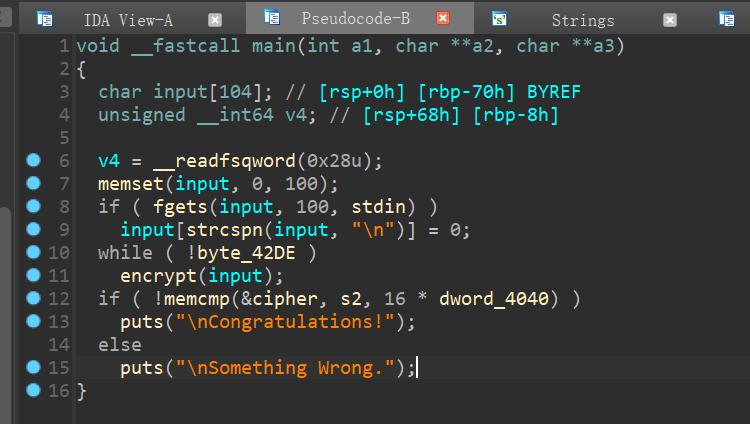 IDA View-A Pseudocode-B Strings
1 void __fastcall main(int a1, char **a2, char **a3)
2 {
3   char input[104]; // [rsp+0h] [rbp-70h] BYREF
4   unsigned __int64 v4; // [rsp+68h] [rbp-8h]
5
6   v4 = __readfsqword(0x28u);
7   memset(input, 0, 100);
8   if ( fgets(input, 100, stdin) )
9     input[strcspn(input, "\n")] = 0;
10   while ( !byte_42DE )
11     encrypt(input);
12   if ( !memcmp(&cipher, s2, 16 * dword_4040) )
13     puts("\nCongratulations!");
14   else
15     puts("\nSomething Wrong.");
16 }